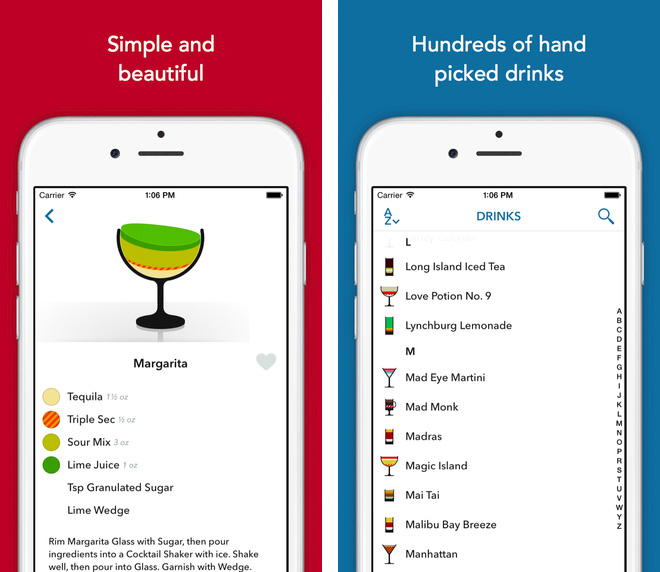 Simple and
beautiful
Carrier 1:06 PM
Margarita
Tequila 1½ oz
Triple Sec ½ oz
Sour Mix 3 oz
Lime Juice 1 oz
Tsp Granulated Sugar
Lime Wedge
Rim Margarita Glass with Sugar, then pour
ingredients into a Cocktail Shaker with ice. Shake
well, then pour into Glass. Garnish with Wedge.
Hundreds of hand
picked drinks
Carrier 1:06 PM
A
Z
DRINKS
L
Long Island Iced Tea
Love Potion No. 9
Lynchburg Lemonade
M
Mad Eye Martini
Mad Monk
Madras
Magic Island
Mai Tai
Malibu Bay Breeze
Manhattan
A
B
C
D
E
F
G
H
I
J
K
L
M
N
O
P
R
S
T
U
V
W
Y
Z